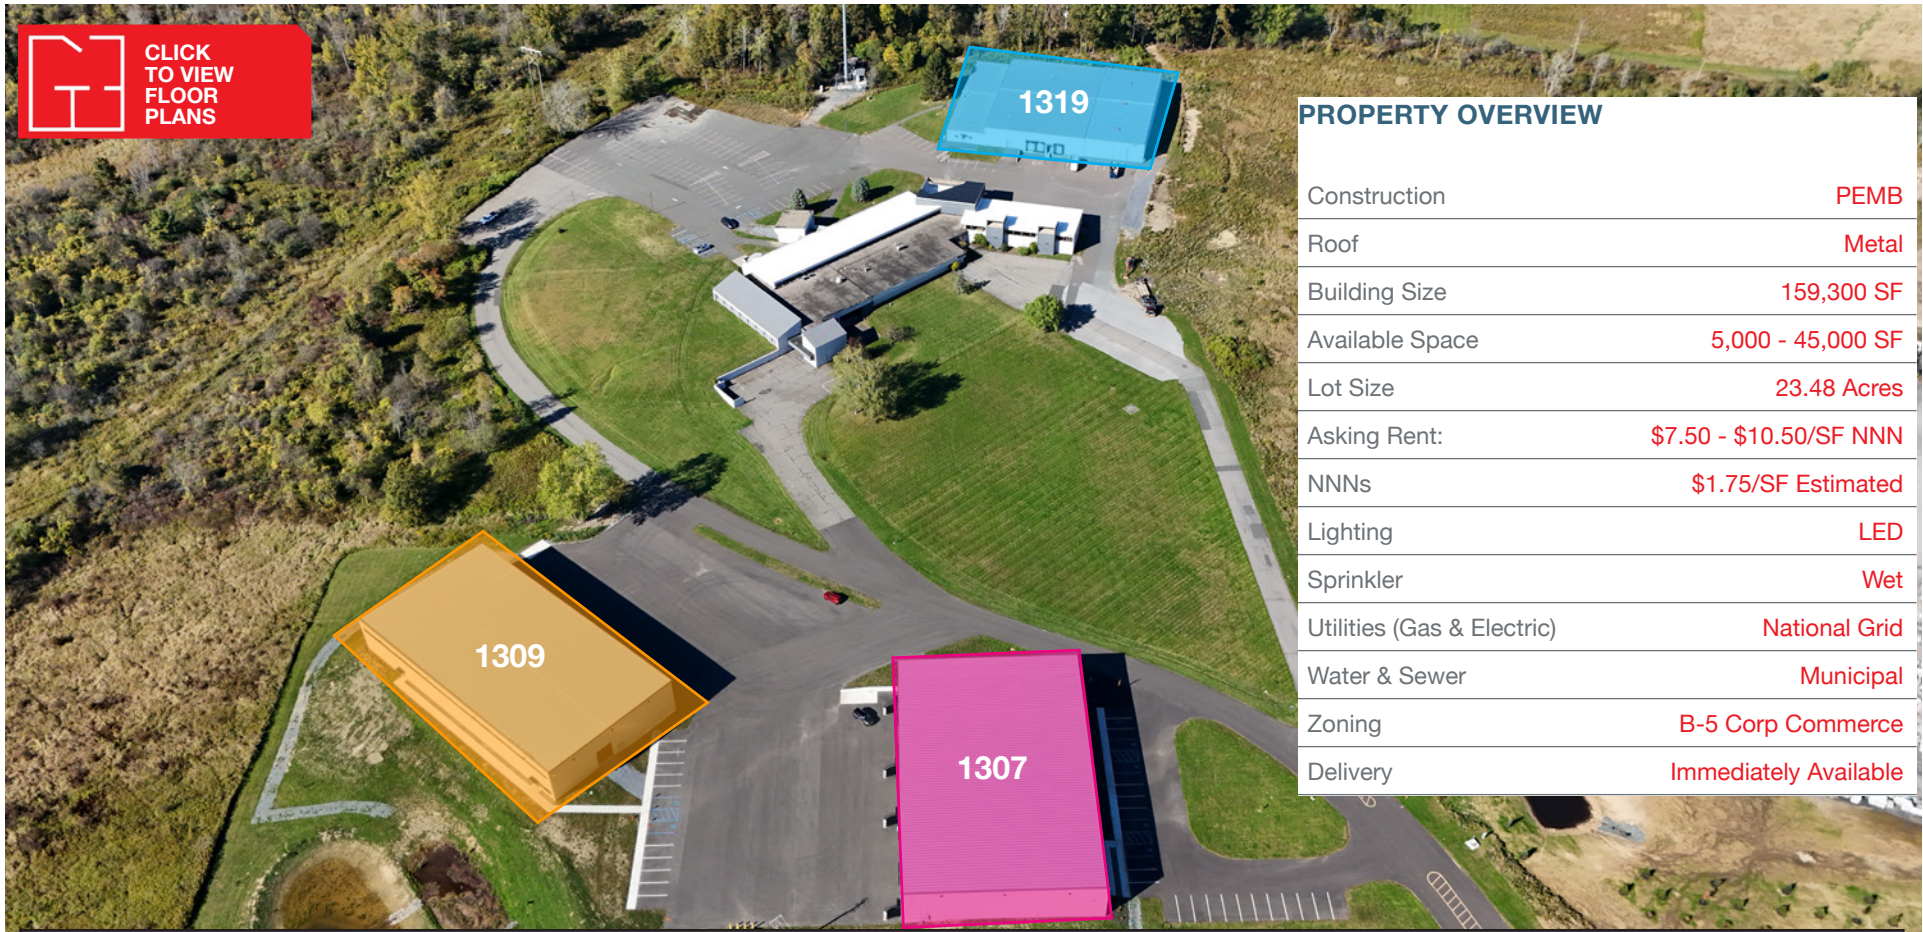 CLICK
TO VIEW
FLOOR
PLANS
1319
1309
1307
PROPERTY OVERVIEW
Construction PEMB
Roof Metal
Building Size 159,300 SF
Available Space 5,000 - 45,000 SF
Lot Size 23.48 Acres
Asking Rent: $7.50 - $10.50/SF NNN
NNNs $1.75/SF Estimated
Lighting LED
Sprinkler Wet
Utilities (Gas & Electric) National Grid
Water & Sewer Municipal
Zoning B-5 Corp Commerce
Delivery Immediately Available